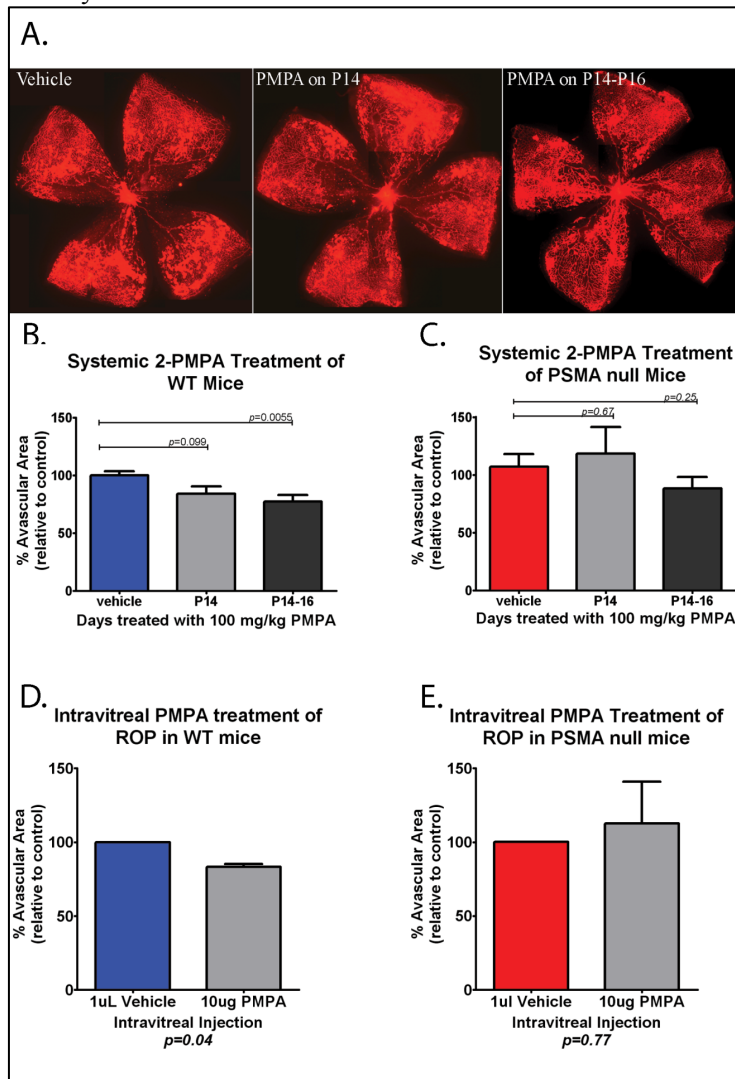 A.
Vehicle
PMPA on P14
PMPA on P14-P16
B.
Systemic 2-PMPA Treatment of
WT Mice
150
100
50
0
% Avascular Area
(relative to control)
p=0.0055
p=0.099
vehicle
P14
P14-16
Days treated with 100 mg/kg PMPA
C.
Systemic 2-PMPA Treatment
of PSMA null Mice
150
100
50
0
% Avascular Area
(relative to control)
p=0.25
p=0.67
vehicle
P14
P14-16
Days treated with 100 mg/kg PMPA
D.
Intravitreal PMPA treatment of
ROP in WT mice
150
100
50
0
% Avascular Area
(relative to control)
1uL Vehicle
10ug PMPA
Intravitreal Injection
p=0.04
E.
Intravitreal PMPA Treatment of
ROP in PSMA null mice
150
100
50
0
% Avascular Area
(relative to control)
1ul Vehicle
10ug PMPA
Intravitreal Injection
p=0.77